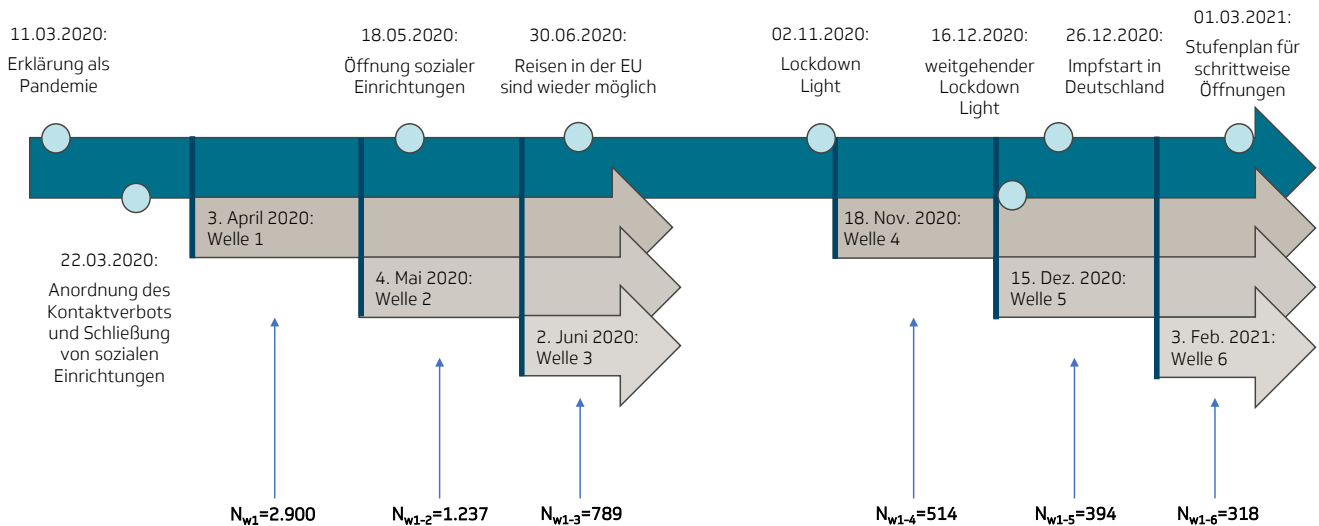 11.03.2020:
Erklärung als
Pandemie
18.05.2020:
Öffnung sozialer
Einrichtungen
30.06.2020:
Reisen in der EU
sind wieder möglich
02.11.2020:
Lockdown
Light
16.12.2020:
weitgehender
Lockdown
Light
26.12.2020:
Impfstart in
Deutschland
01.03.2021:
Stufenplan für
schrittweise
Öffnungen
22.03.2020:
Anordnung des
Kontaktverbots
und Schließung
von sozialen
Einrichtungen
3. April 2020:
Welle 1
4. Mai 2020:
Welle 2
2. Juni 2020:
Welle 3
18. Nov. 2020:
Welle 4
15. Dez. 2020:
Welle 5
3. Feb. 2021:
Welle 6
Nw1=2.900
Nw1-2=1.237
Nw1-3=789
Nw1-4=514
Nw1-5=394
Nw1-6=318